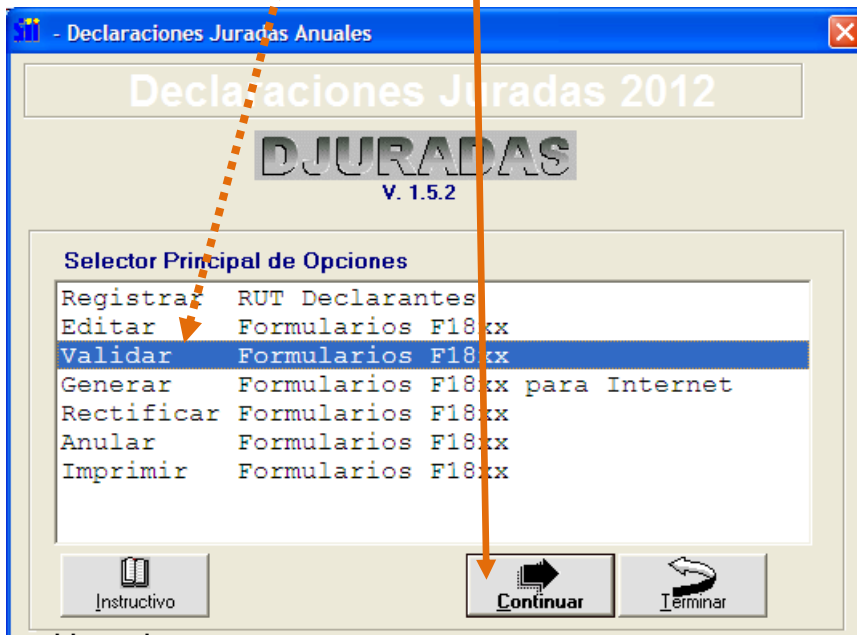 sii - Declaraciones Juradas Anuales
Declaraciones Juradas 2012
DJURADAS
V. 1.5.2
Selector Principal de Opciones
Registrar RUT Declarantes
Editar Formularios F18xx
Validar Formularios F18xx
Generar Formularios F18xx para Internet
Rectificar Formularios F18xx
Anular Formularios F18xx
Imprimir Formularios F18xx
Instructivo Continuar Terminar